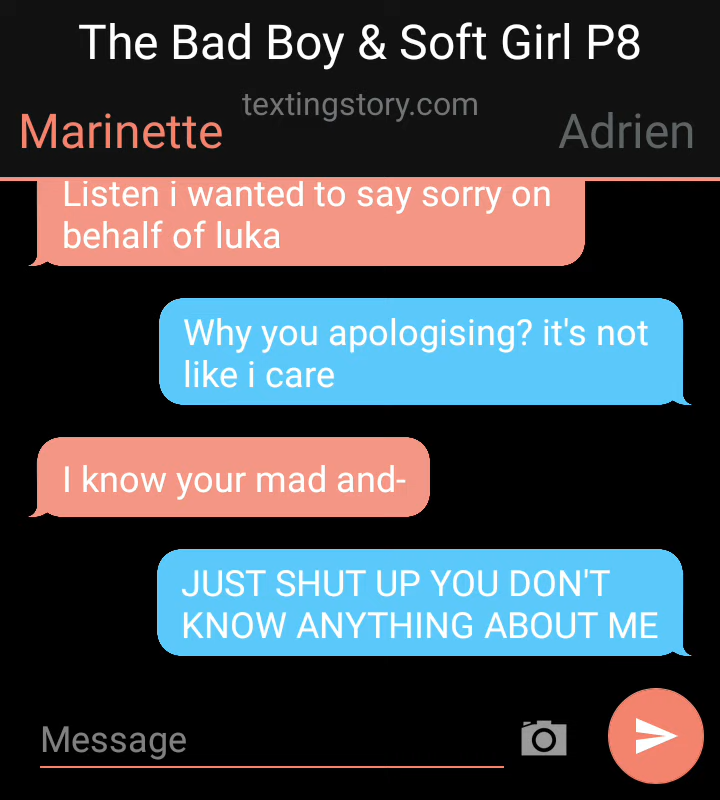 The Bad Boy & Soft Girl P8
textingstory.com
Marinette
Adrien
Listen i wanted to say sorry on
behalf of luka
Why you apologising? it's not
like i care
I know your mad and-
JUST SHUT UP YOU DON'T
KNOW ANYTHING ABOUT ME
Message